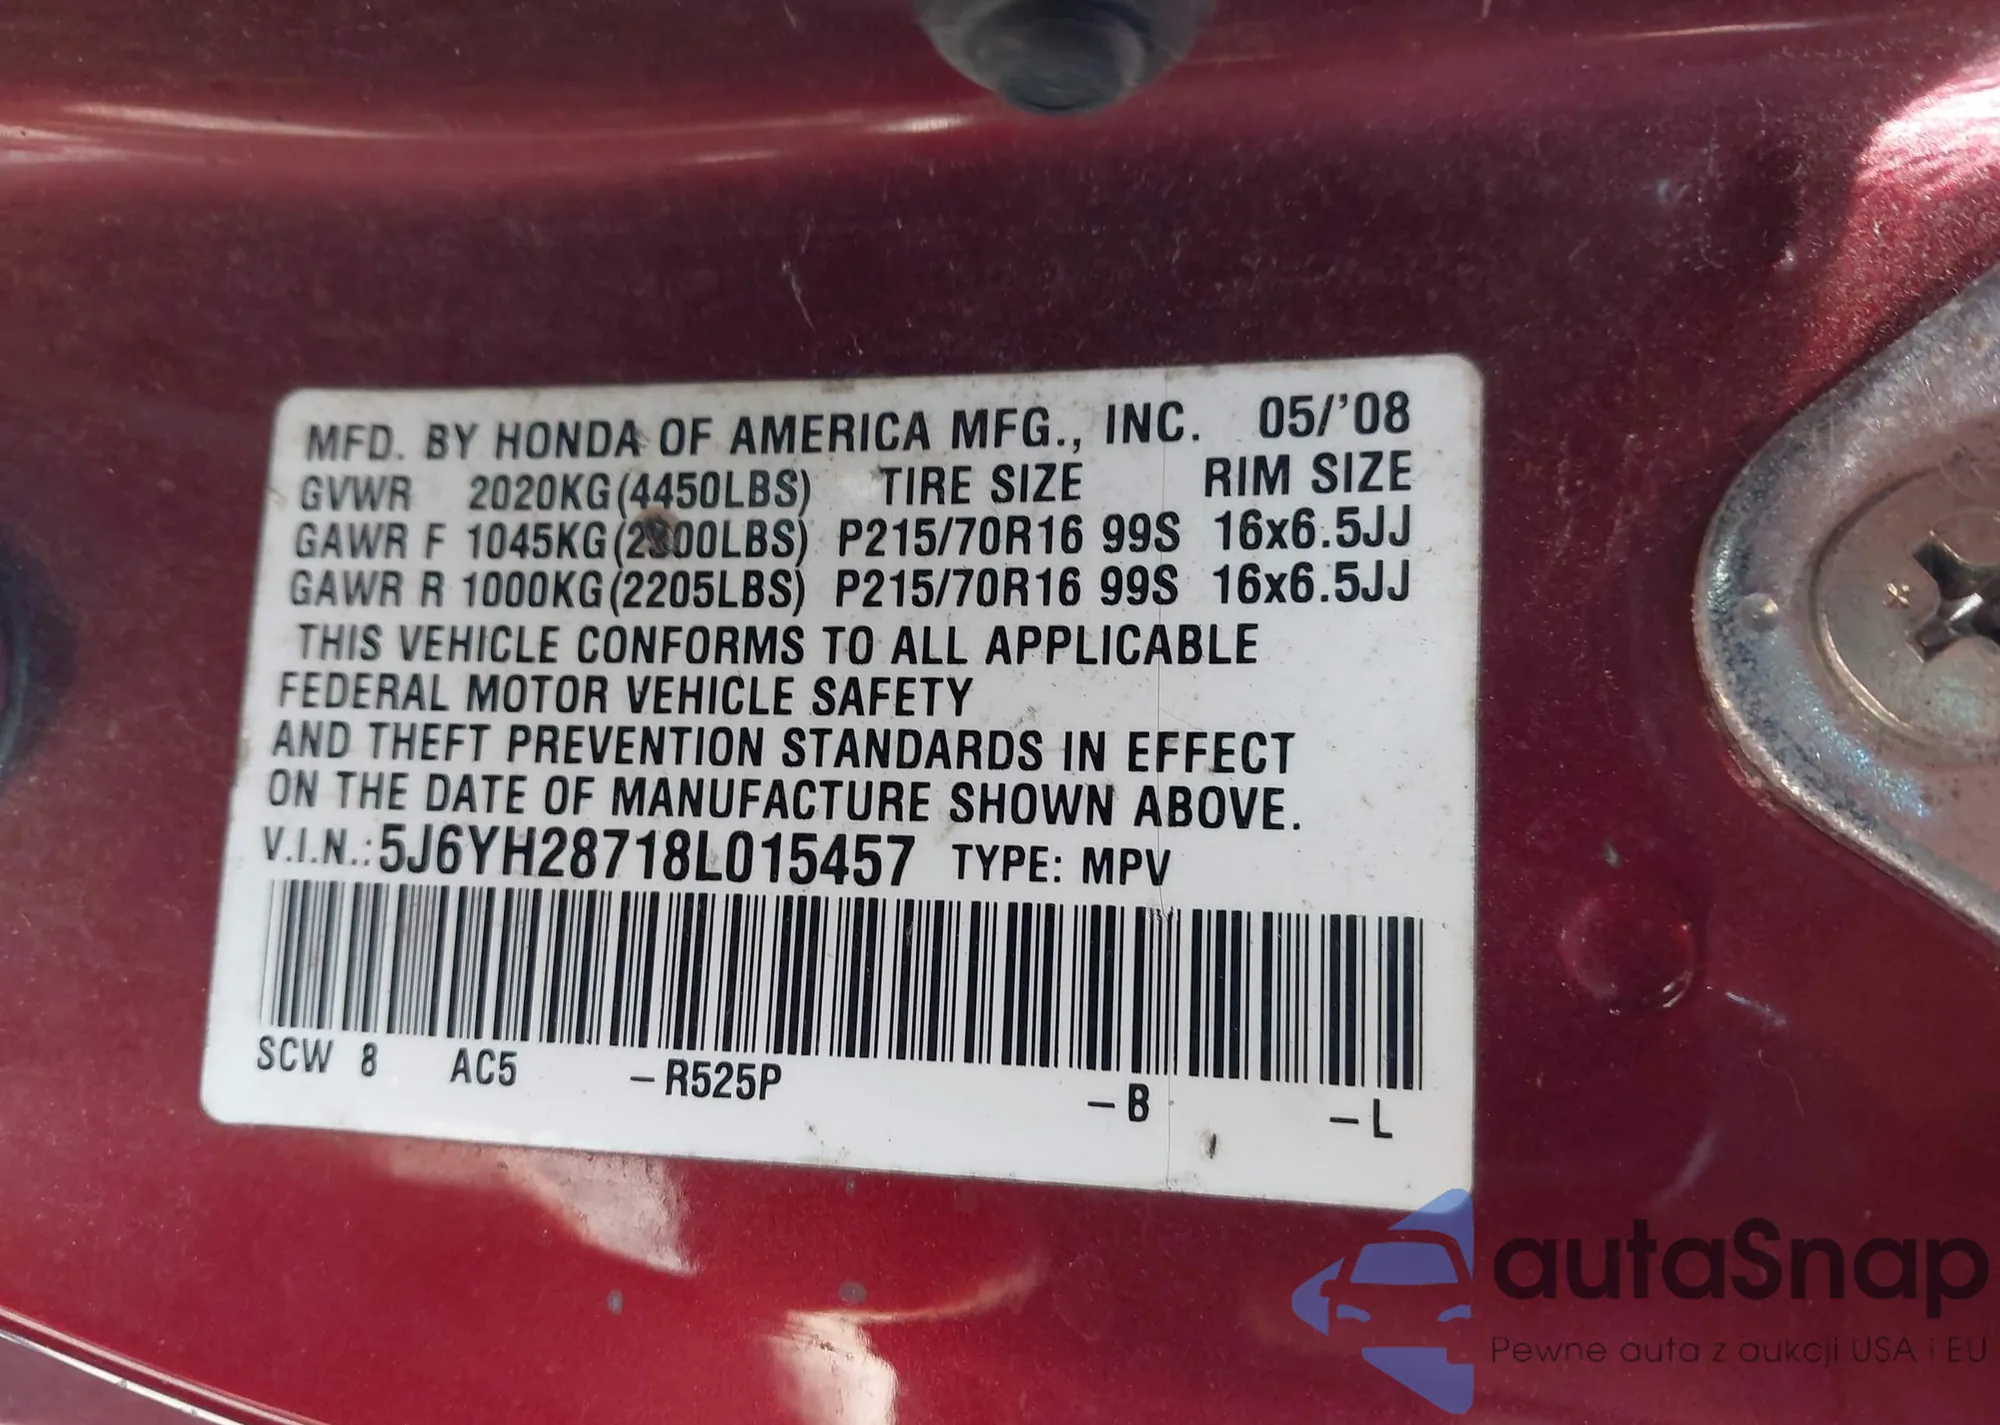 MFD. BY HONDA OF AMERICA MFG., INC. 05/'08
GVWR 2020KG(4450LBS) TIRE SIZE RIM SIZE
GAWR F 1045KG(2300LBS) P215/70R16 99S 16x6.5JJ
GAWR R 1000KG(2205LBS) P215/70R16 99S 16x6.5JJ
THIS VEHICLE CONFORMS TO ALL APPLICABLE
FEDERAL MOTOR VEHICLE SAFETY
AND THEFT PREVENTION STANDARDS IN EFFECT
ON THE DATE OF MANUFACTURE SHOWN ABOVE.
V.I.N.:5J6YH28718L015457 TYPE: MPV
SCW 8 AC5 –R525P –B –L
autaSnap
Pewne auta z aukcji USA i EU